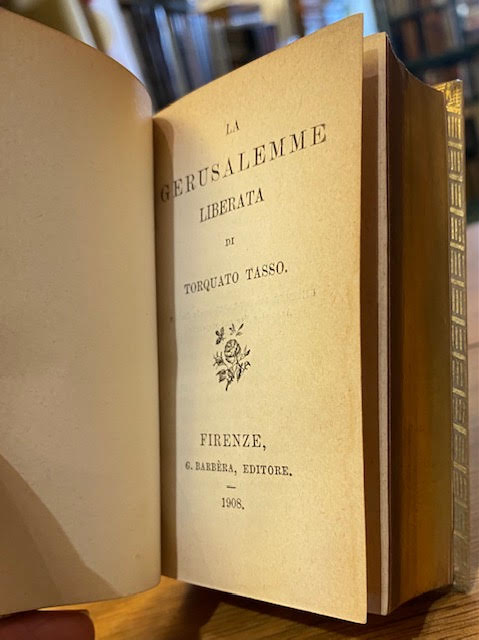 LA
GERUSALEMME
LIBERATA
DI
TORQUATO TASSO.
FIRENZE,
G. BARBÈRA, EDITORE.
1908.